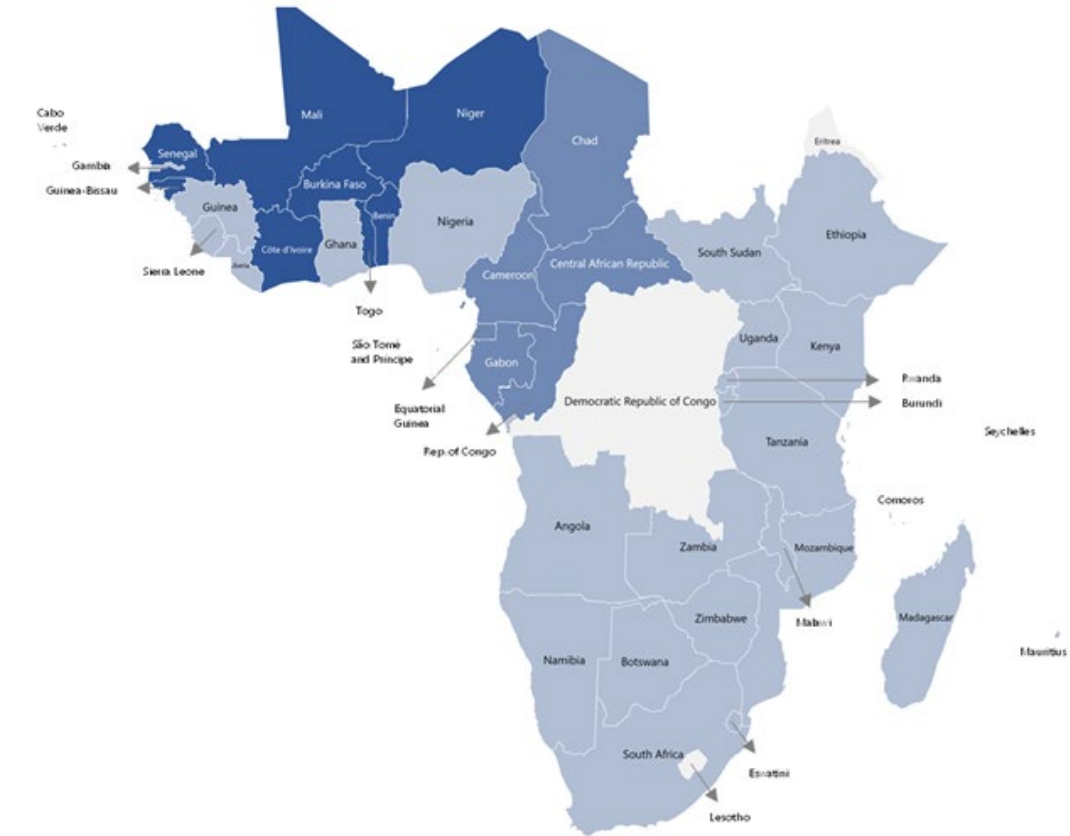 Cabo
Verde
Mali
Niger
Chad
Eritrea
Senegal
Gambia
Guinea-Bissau
Burkina Faso
Guinea
Benin
Nigeria
Ethiopia
Côte d'Ivoire
Ghana
South Sudan
Sierra Leone
Liberia
Cameroon
Central African Republic
Togo
São Tomé
and Príncipe
Uganda
Kenya
Gabon
Rwanda
Democratic Republic of Congo
Burundi
Equatorial
Guinea
Seychelles
Tanzania
Rep. of Congo
Comoros
Angola
Zambia
Mozambique
Madagascar
Zimbabwe
Malawi
Mauritius
Namibia
Botswana
South Africa
Eswatini
Lesotho